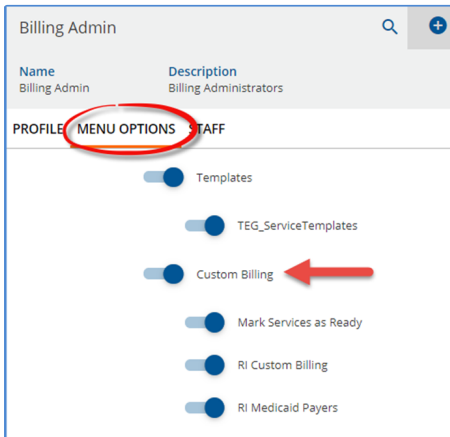 Billing Admin
Name Description
Billing Admin Billing Administrators
PROFILE MENU OPTIONS STAFF
Templates
TEG_ServiceTemplates
Custom Billing
Mark Services as Ready
RI Custom Billing
RI Medicaid Payers